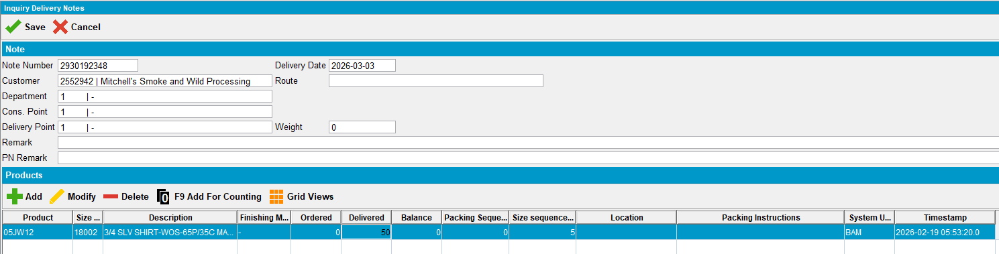 Inquiry Delivery Notes
Save Cancel
Note
Note Number 2930192348 Delivery Date 2026-03-03
Customer 2552942 | Mitchell's Smoke and Wild Processing Route
Department 1 | -
Cons. Point 1 | -
Delivery Point 1 | - Weight 0
Remark
PN Remark
Products
Add Modify Delete 0 F9 Add For Counting Grid Views
Product Size ... Description Finishing M... Ordered Delivered Balance Packing Seque... Size sequence... Location Packing Instructions System U... Timestamp
05JW12 18002 3/4 SLV SHIRT-WOS-65P/35C MA... - 0 50 0 0 5 BAM 2026-02-19 05:53:20.0